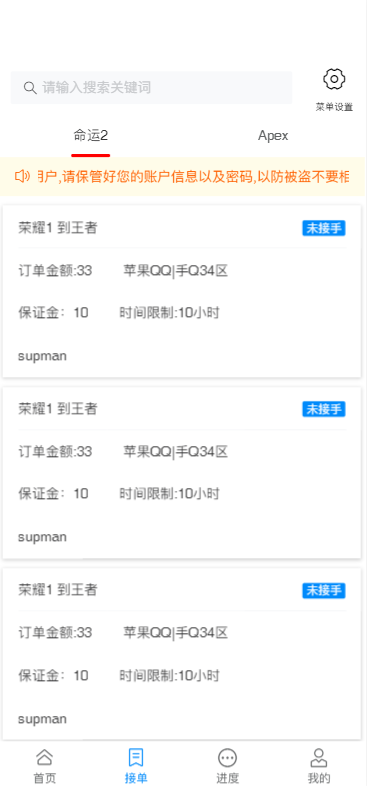 请输入搜索关键词
菜单设置
命运2 Apex
用户,请保管好您的账户信息以及密码,以防被盗不要相
荣耀1 到王者 未接手
订单金额:33 苹果QQ|手Q34区
保证金：10 时间限制:10小时
supman
荣耀1 到王者 未接手
订单金额:33 苹果QQ|手Q34区
保证金：10 时间限制:10小时
supman
荣耀1 到王者 未接手
订单金额:33 苹果QQ|手Q34区
保证金：10 时间限制:10小时
supman
首页 接单 进度 我的